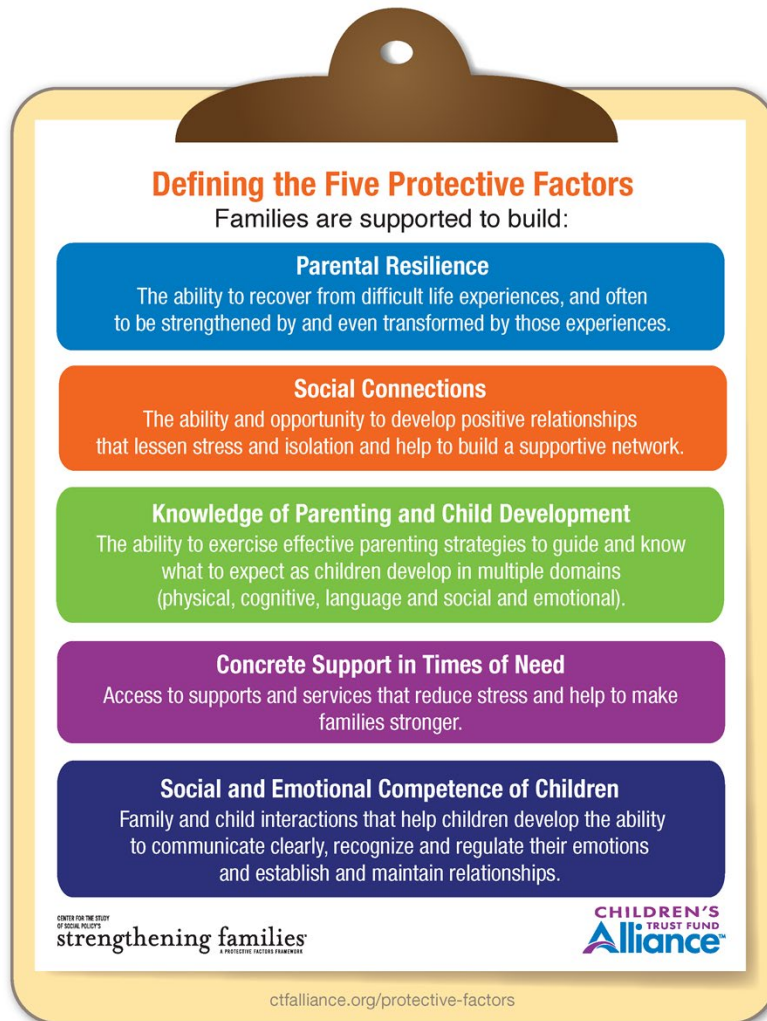 Defining the Five Protective Factors
Families are supported to build:
Parental Resilience
The ability to recover from difficult life experiences, and often
to be strengthened by and even transformed by those experiences.
Social Connections
The ability and opportunity to develop positive relationships
that lessen stress and isolation and help to build a supportive network.
Knowledge of Parenting and Child Development
The ability to exercise effective parenting strategies to guide and know
what to expect as children develop in multiple domains
(physical, cognitive, language and social and emotional).
Concrete Support in Times of Need
Access to supports and services that reduce stress and help to make
families stronger.
Social and Emotional Competence of Children
Family and child interactions that help children develop the ability
to communicate clearly, recognize and regulate their emotions
and establish and maintain relationships.
CENTER FOR THE STUDY
OF SOCIAL POLICY'S
strengthening families
A PROTECTIVE FACTORS FRAMEWORK
CHILDREN'S
TRUST FUND
Alliance™
ctfalliance.org/protective-factors